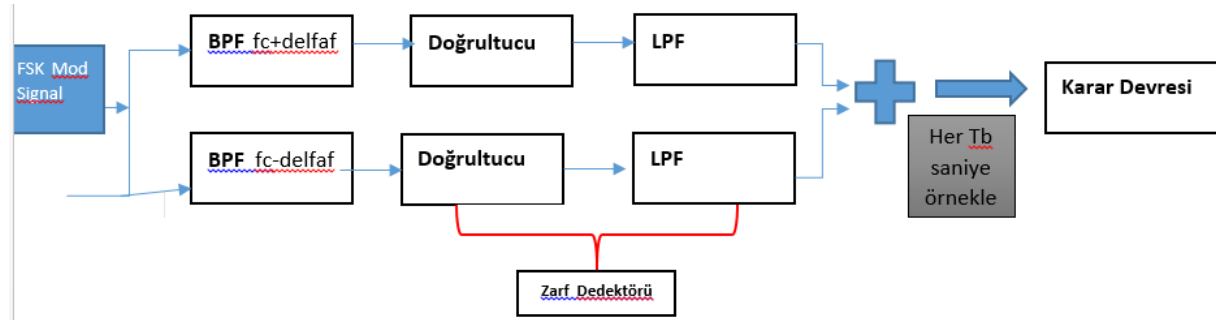 FSK Mod
Signal
BPF fc+delfaf
Doğrultucu
LPF
Karar Devresi
BPF fc-delfaf
Doğrultucu
LPF
Her Tb
saniye
örnekle
Zarf Dedektörü